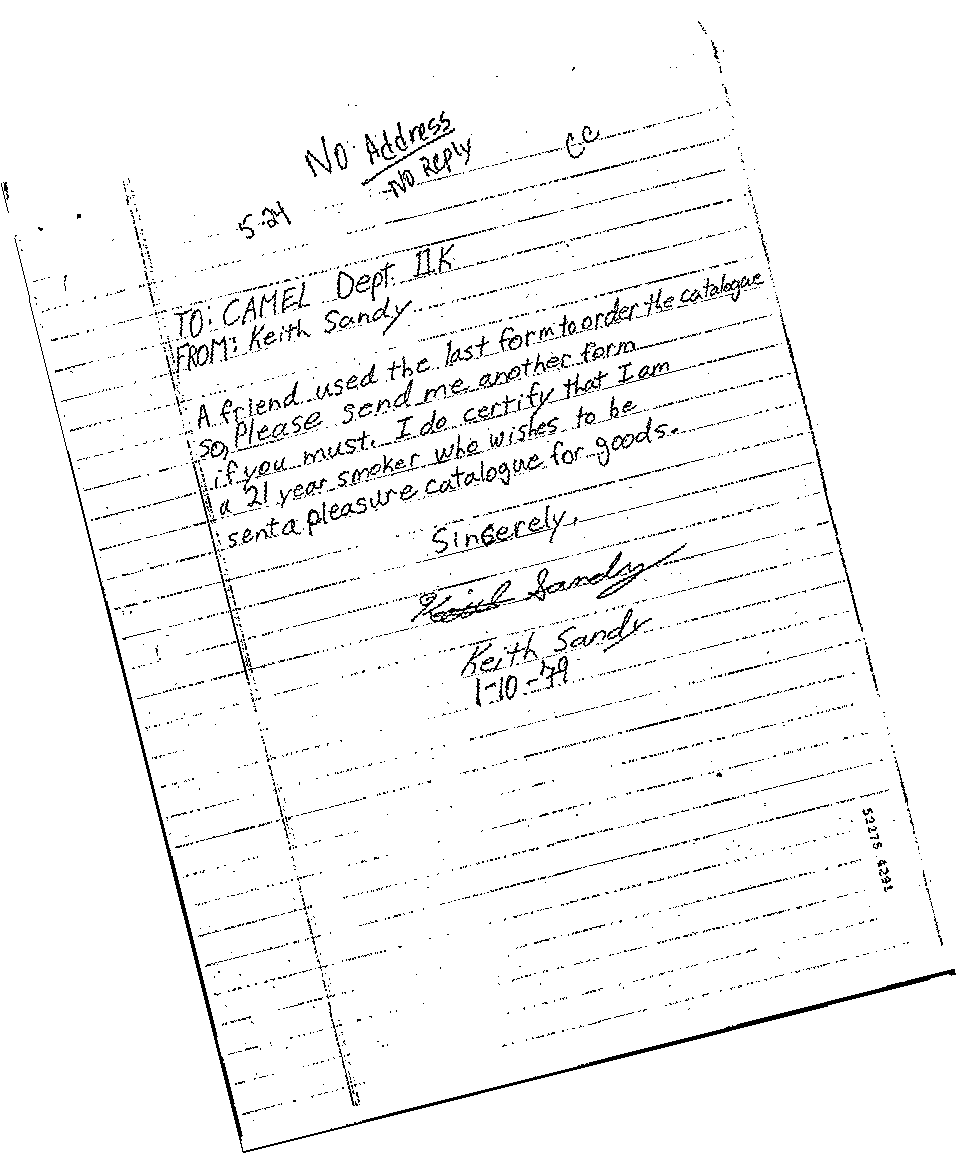 No Address
No Reply
CC
5-24
TO: CAMEL Dept. IIK
FROM: Keith Sandy
A friend used the last form to order the catalogue
so, Please send me another form
if you must. I do certify that I am
a 21 year smoker who wishes to be
sent a pleasure catalogue for goods.
Sincerely,
Keith Sandy
Keith Sandy
1-10-79
52275 4291